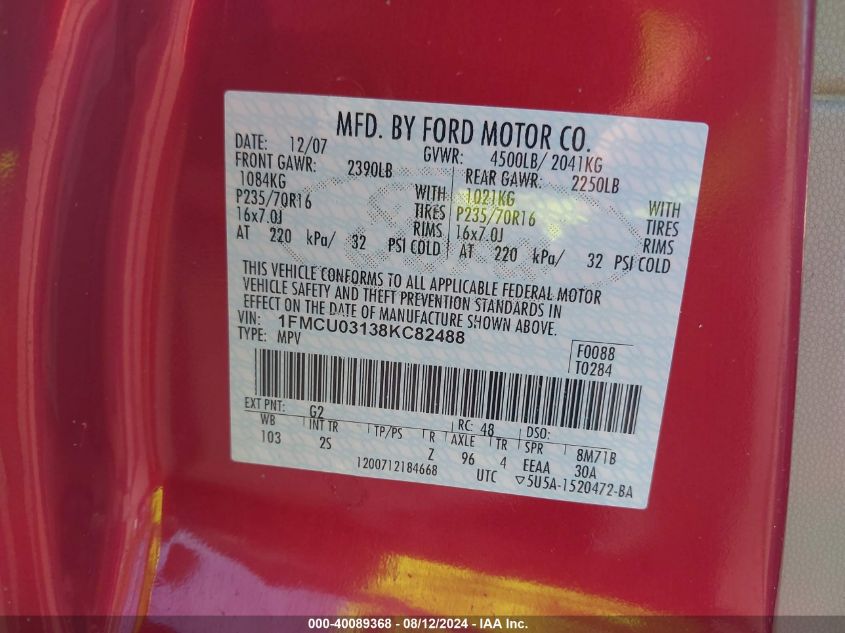 MFD. BY FORD MOTOR CO.
DATE: 12/07 GVWR: 4500LB/ 2041KG
FRONT GAWR: 2390LB REAR GAWR: 2250LB
1084KG WITH 1021KG WITH
P235/70R16 TIRES P235/70R16 TIRES
16x7.0J RIMS 16x7.0J RIMS
AT 220 kPa/ 32 PSI COLD AT 220 kPa/ 32 PSI COLD
THIS VEHICLE CONFORMS TO ALL APPLICABLE FEDERAL MOTOR
VEHICLE SAFETY AND THEFT PREVENTION STANDARDS IN
EFFECT ON THE DATE OF MANUFACTURE SHOWN ABOVE.
VIN: 1FMCU03138KC82488
TYPE: MPV
F0088
T0284
EXT PNT: G2 RC: 48 DSO:
WB INT TR TP/PS R AXLE TR SPR 8M71B
103 2S Z 96 4 EEAA 30A
1200712184668 UTC ▽5U5A-1520472-BA
000-40089368 - 08/12/2024 - IAA Inc.